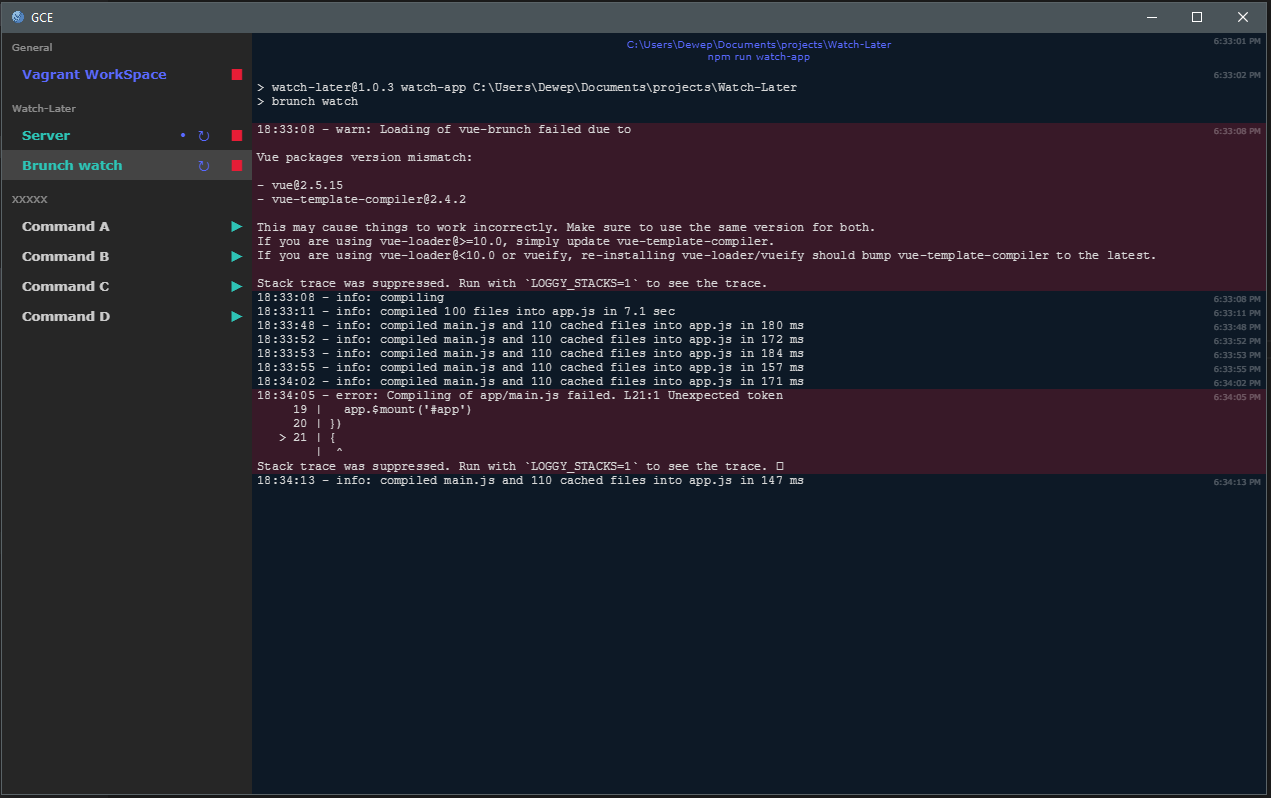 GCE
General
Vagrant WorkSpace
Watch-Later
Server
Brunch watch
XXXXX
Command A
Command B
Command C
Command D
C:\Users\Dewep\Documents\projects\Watch-Later 6:33:01 PM
npm run watch-app
6:33:02 PM
> watch-later@1.0.3 watch-app C:\Users\Dewep\Documents\projects\Watch-Later
> brunch watch
18:33:08 - warn: Loading of vue-brunch failed due to 6:33:08 PM
Vue packages version mismatch:
- vue@2.5.15
- vue-template-compiler@2.4.2
This may cause things to work incorrectly. Make sure to use the same version for both.
If you are using vue-loader@>=10.0, simply update vue-template-compiler.
If you are using vue-loader@<10.0 or vueify, re-installing vue-loader/vueify should bump vue-template-compiler to the latest.
Stack trace was suppressed. Run with `LOGGY_STACKS=1` to see the trace.
18:33:08 - info: compiling 6:33:08 PM
18:33:11 - info: compiled 100 files into app.js in 7.1 sec 6:33:11 PM
18:33:48 - info: compiled main.js and 110 cached files into app.js in 180 ms 6:33:48 PM
18:33:52 - info: compiled main.js and 110 cached files into app.js in 172 ms 6:33:52 PM
18:33:53 - info: compiled main.js and 110 cached files into app.js in 184 ms 6:33:53 PM
18:33:55 - info: compiled main.js and 110 cached files into app.js in 157 ms 6:33:55 PM
18:34:02 - info: compiled main.js and 110 cached files into app.js in 171 ms 6:34:02 PM
18:34:05 - error: Compiling of app/main.js failed. L21:1 Unexpected token 6:34:05 PM
19 | app.$mount('#app')
20 | })
> 21 | {
| ^
Stack trace was suppressed. Run with `LOGGY_STACKS=1` to see the trace.
18:34:13 - info: compiled main.js and 110 cached files into app.js in 147 ms 6:34:13 PM